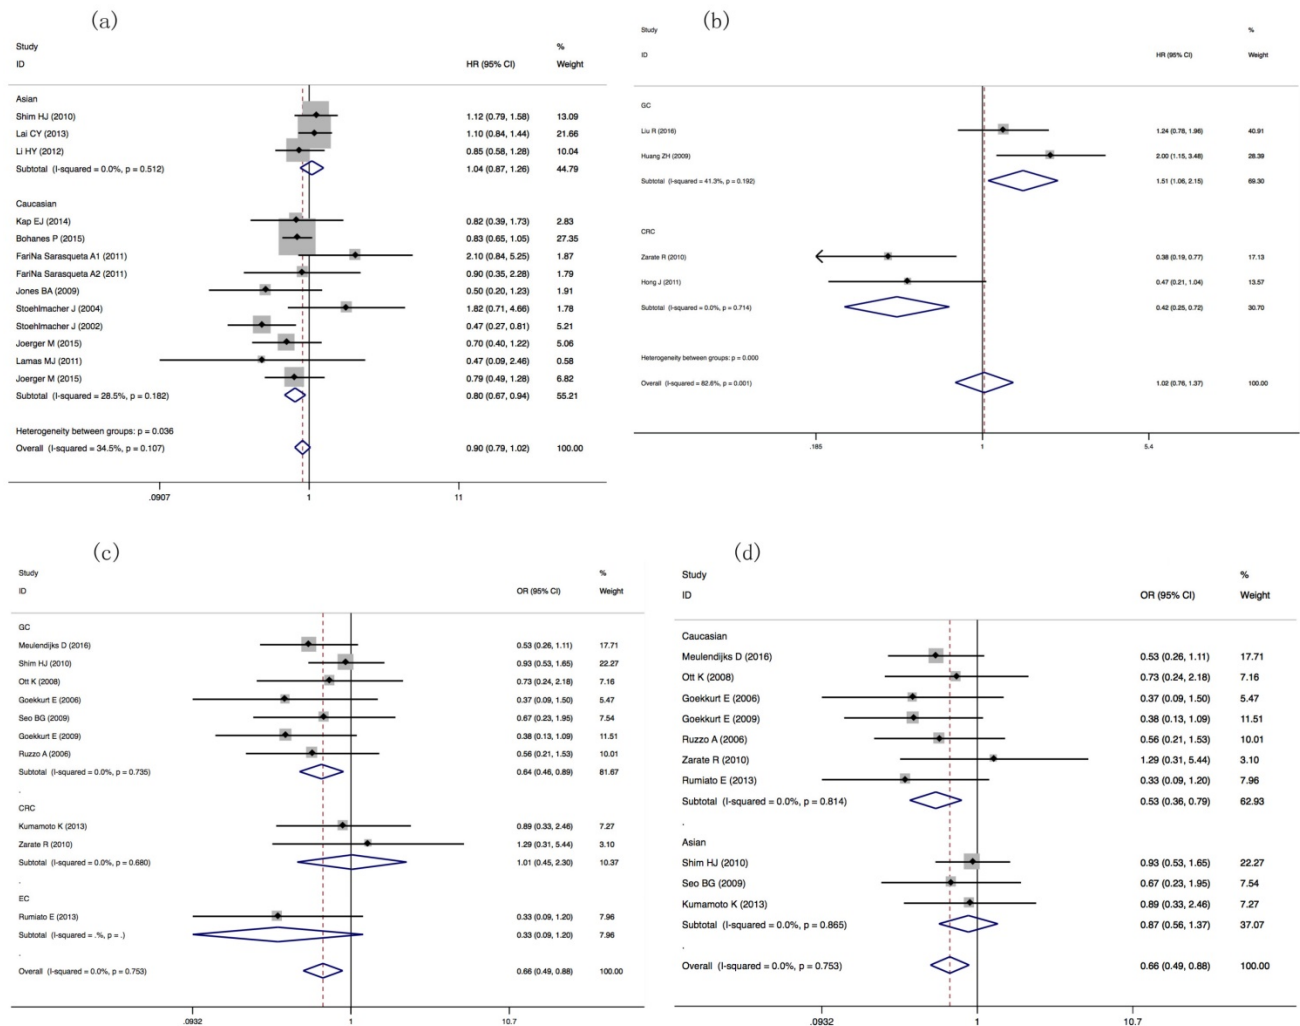 (a)
Study %
ID HR (95% CI) Weight
Asian
Shim HJ (2010) 1.12 (0.79, 1.58) 13.09
Lai CY (2013) 1.10 (0.84, 1.44) 21.66
Li HY (2012) 0.85 (0.58, 1.28) 10.04
Subtotal (I-squared = 0.0%, p = 0.512) 1.04 (0.87, 1.26) 44.79
Caucasian
Kap EJ (2014) 0.82 (0.39, 1.73) 2.83
Bohanes P (2015) 0.83 (0.65, 1.05) 27.35
FariNa Sarasqueta A1 (2011) 2.10 (0.84, 5.25) 1.87
FariNa Sarasqueta A2 (2011) 0.90 (0.35, 2.28) 1.79
Jones BA (2009) 0.50 (0.20, 1.23) 1.91
Stoehlmacher J (2004) 1.82 (0.71, 4.66) 1.78
Stoehlmacher J (2002) 0.47 (0.27, 0.81) 5.21
Joerger M (2015) 0.70 (0.40, 1.22) 5.06
Lamas MJ (2011) 0.47 (0.09, 2.46) 0.58
Joerger M (2015) 0.79 (0.49, 1.28) 6.82
Subtotal (I-squared = 28.5%, p = 0.182) 0.80 (0.67, 0.94) 55.21
Heterogeneity between groups: p = 0.036
Overall (I-squared = 34.5%, p = 0.107) 0.90 (0.79, 1.02) 100.00
.0907 1 11
(b)
Study %
ID HR (95% CI) Weight
GC
Liu R (2016) 1.24 (0.78, 1.96) 40.91
Huang ZH (2009) 2.00 (1.15, 3.48) 28.39
Subtotal (I-squared = 41.3%, p = 0.192) 1.51 (1.06, 2.15) 69.30
CRC
Zarate R (2010) 0.38 (0.19, 0.77) 17.13
Hong J (2011) 0.47 (0.21, 1.04) 13.57
Subtotal (I-squared = 0.0%, p = 0.714) 0.42 (0.25, 0.72) 30.70
Heterogeneity between groups: p = 0.000
Overall (I-squared = 82.6%, p = 0.001) 1.02 (0.76, 1.37) 100.00
.185 1 5.4
(c)
Study %
ID OR (95% CI) Weight
GC
Meulendijks D (2016) 0.53 (0.26, 1.11) 17.71
Shim HJ (2010) 0.93 (0.53, 1.65) 22.27
Ott K (2008) 0.73 (0.24, 2.18) 7.16
Goekkurt E (2006) 0.37 (0.09, 1.50) 5.47
Seo BG (2009) 0.67 (0.23, 1.95) 7.54
Goekkurt E (2009) 0.38 (0.13, 1.09) 11.51
Ruzzo A (2006) 0.56 (0.21, 1.53) 10.01
Subtotal (I-squared = 0.0%, p = 0.735) 0.64 (0.46, 0.89) 81.67
.
CRC
Kumamoto K (2013) 0.89 (0.33, 2.46) 7.27
Zarate R (2010) 1.29 (0.31, 5.44) 3.10
Subtotal (I-squared = 0.0%, p = 0.680) 1.01 (0.45, 2.30) 10.37
.
EC
Rumiato E (2013) 0.33 (0.09, 1.20) 7.96
Subtotal (I-squared = .%, p = .) 0.33 (0.09, 1.20) 7.96
.
Overall (I-squared = 0.0%, p = 0.753) 0.66 (0.49, 0.88) 100.00
.0932 1 10.7
(d)
Study %
ID OR (95% CI) Weight
Caucasian
Meulendijks D (2016) 0.53 (0.26, 1.11) 17.71
Ott K (2008) 0.73 (0.24, 2.18) 7.16
Goekkurt E (2006) 0.37 (0.09, 1.50) 5.47
Goekkurt E (2009) 0.38 (0.13, 1.09) 11.51
Ruzzo A (2006) 0.56 (0.21, 1.53) 10.01
Zarate R (2010) 1.29 (0.31, 5.44) 3.10
Rumiato E (2013) 0.33 (0.09, 1.20) 7.96
Subtotal (I-squared = 0.0%, p = 0.814) 0.53 (0.36, 0.79) 62.93
.
Asian
Shim HJ (2010) 0.93 (0.53, 1.65) 22.27
Seo BG (2009) 0.67 (0.23, 1.95) 7.54
Kumamoto K (2013) 0.89 (0.33, 2.46) 7.27
Subtotal (I-squared = 0.0%, p = 0.865) 0.87 (0.56, 1.37) 37.07
.
Overall (I-squared = 0.0%, p = 0.753) 0.66 (0.49, 0.88) 100.00
.0932 1 10.7